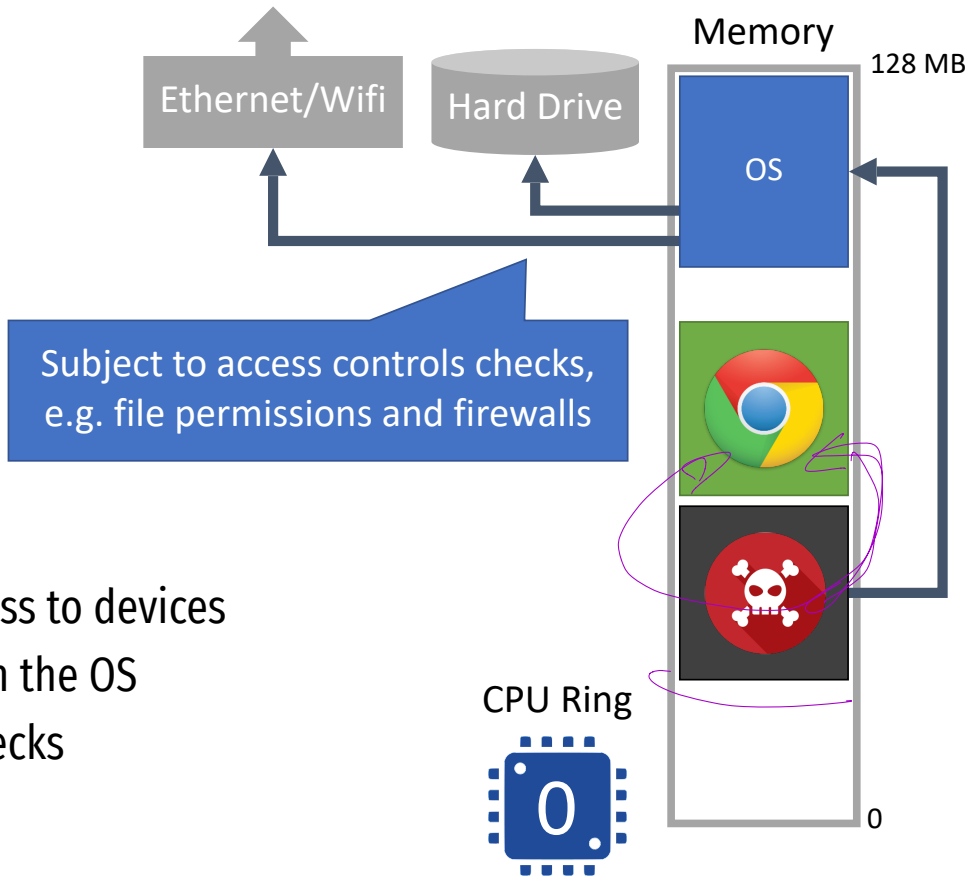 Memory
128 MB
Ethernet/Wifi
Hard Drive
OS
Subject to access controls checks,
e.g. file permissions and firewalls
ss to devices
the OS
ecks
CPU Ring
0
0